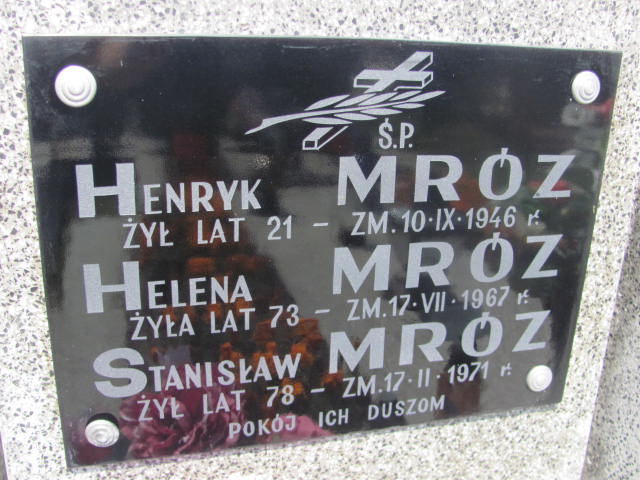 Ś.P.
HENRYK MRÓZ
ŻYŁ LAT 21 – ZM. 10·IX·1946 r.
HELENA MRÓZ
ŻYŁA LAT 73 – ZM. 17·VII·1967 r.
STANISŁAW MRÓZ
ŻYŁ LAT 78 – ZM. 17·II·1971 r.
POKÓJ ICH DUSZOM